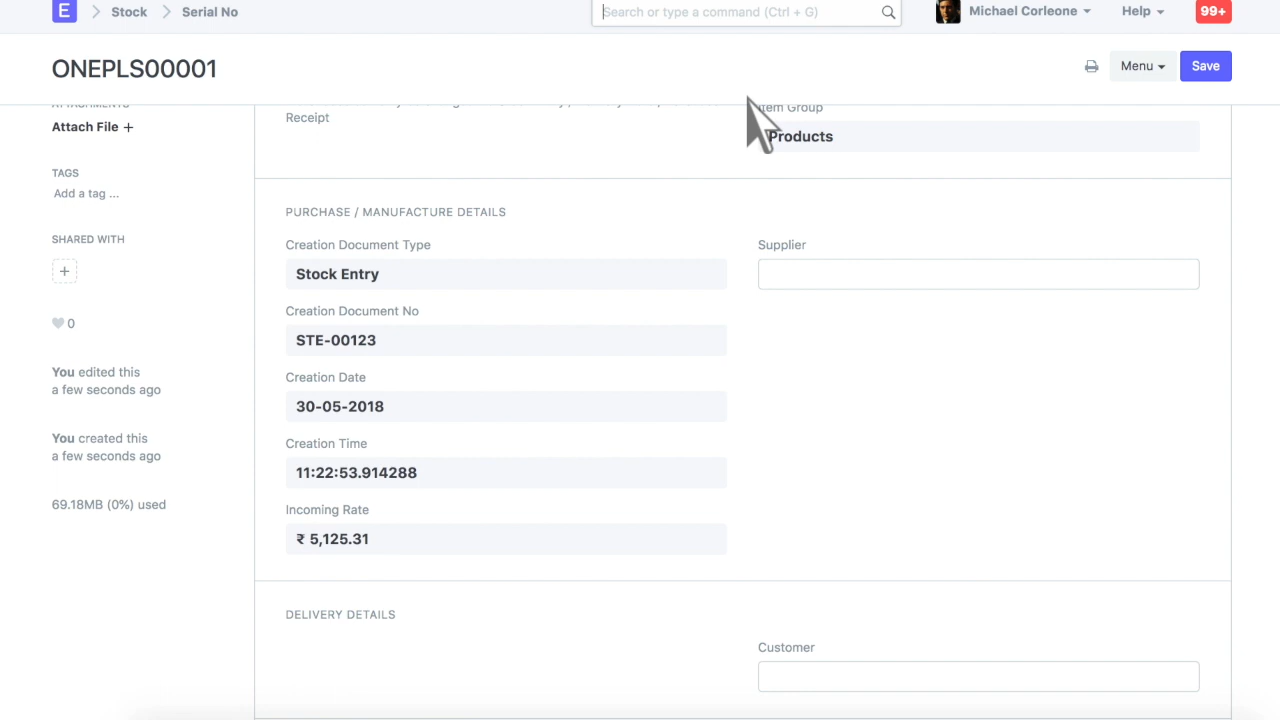 E Stock Serial No Search or type a command (Ctrl + G) Michael Corleone Help 99+
ONEPLS00001 Menu Save
Attach File +
TAGS
Add a tag ...
SHARED WITH
+
0
You edited this
a few seconds ago
You created this
a few seconds ago
69.18MB (0%) used
Receipt
Item Group
Products
PURCHASE / MANUFACTURE DETAILS
Creation Document Type
Stock Entry
Creation Document No
STE-00123
Creation Date
30-05-2018
Creation Time
11:22:53.914288
Incoming Rate
₹ 5,125.31
Supplier
DELIVERY DETAILS
Customer